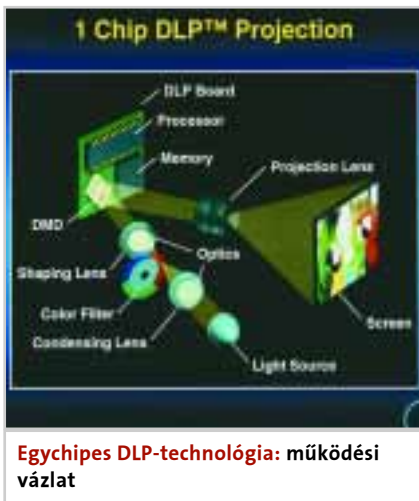 1 Chip DLP™ Projection
DLP Board
Processor
Memory
Projection Lens
DMD
Optics
Shaping Lens
Color Filter
Screen
Condensing Lens
Light Source
Egychipes DLP-technológia: működési
vázlat